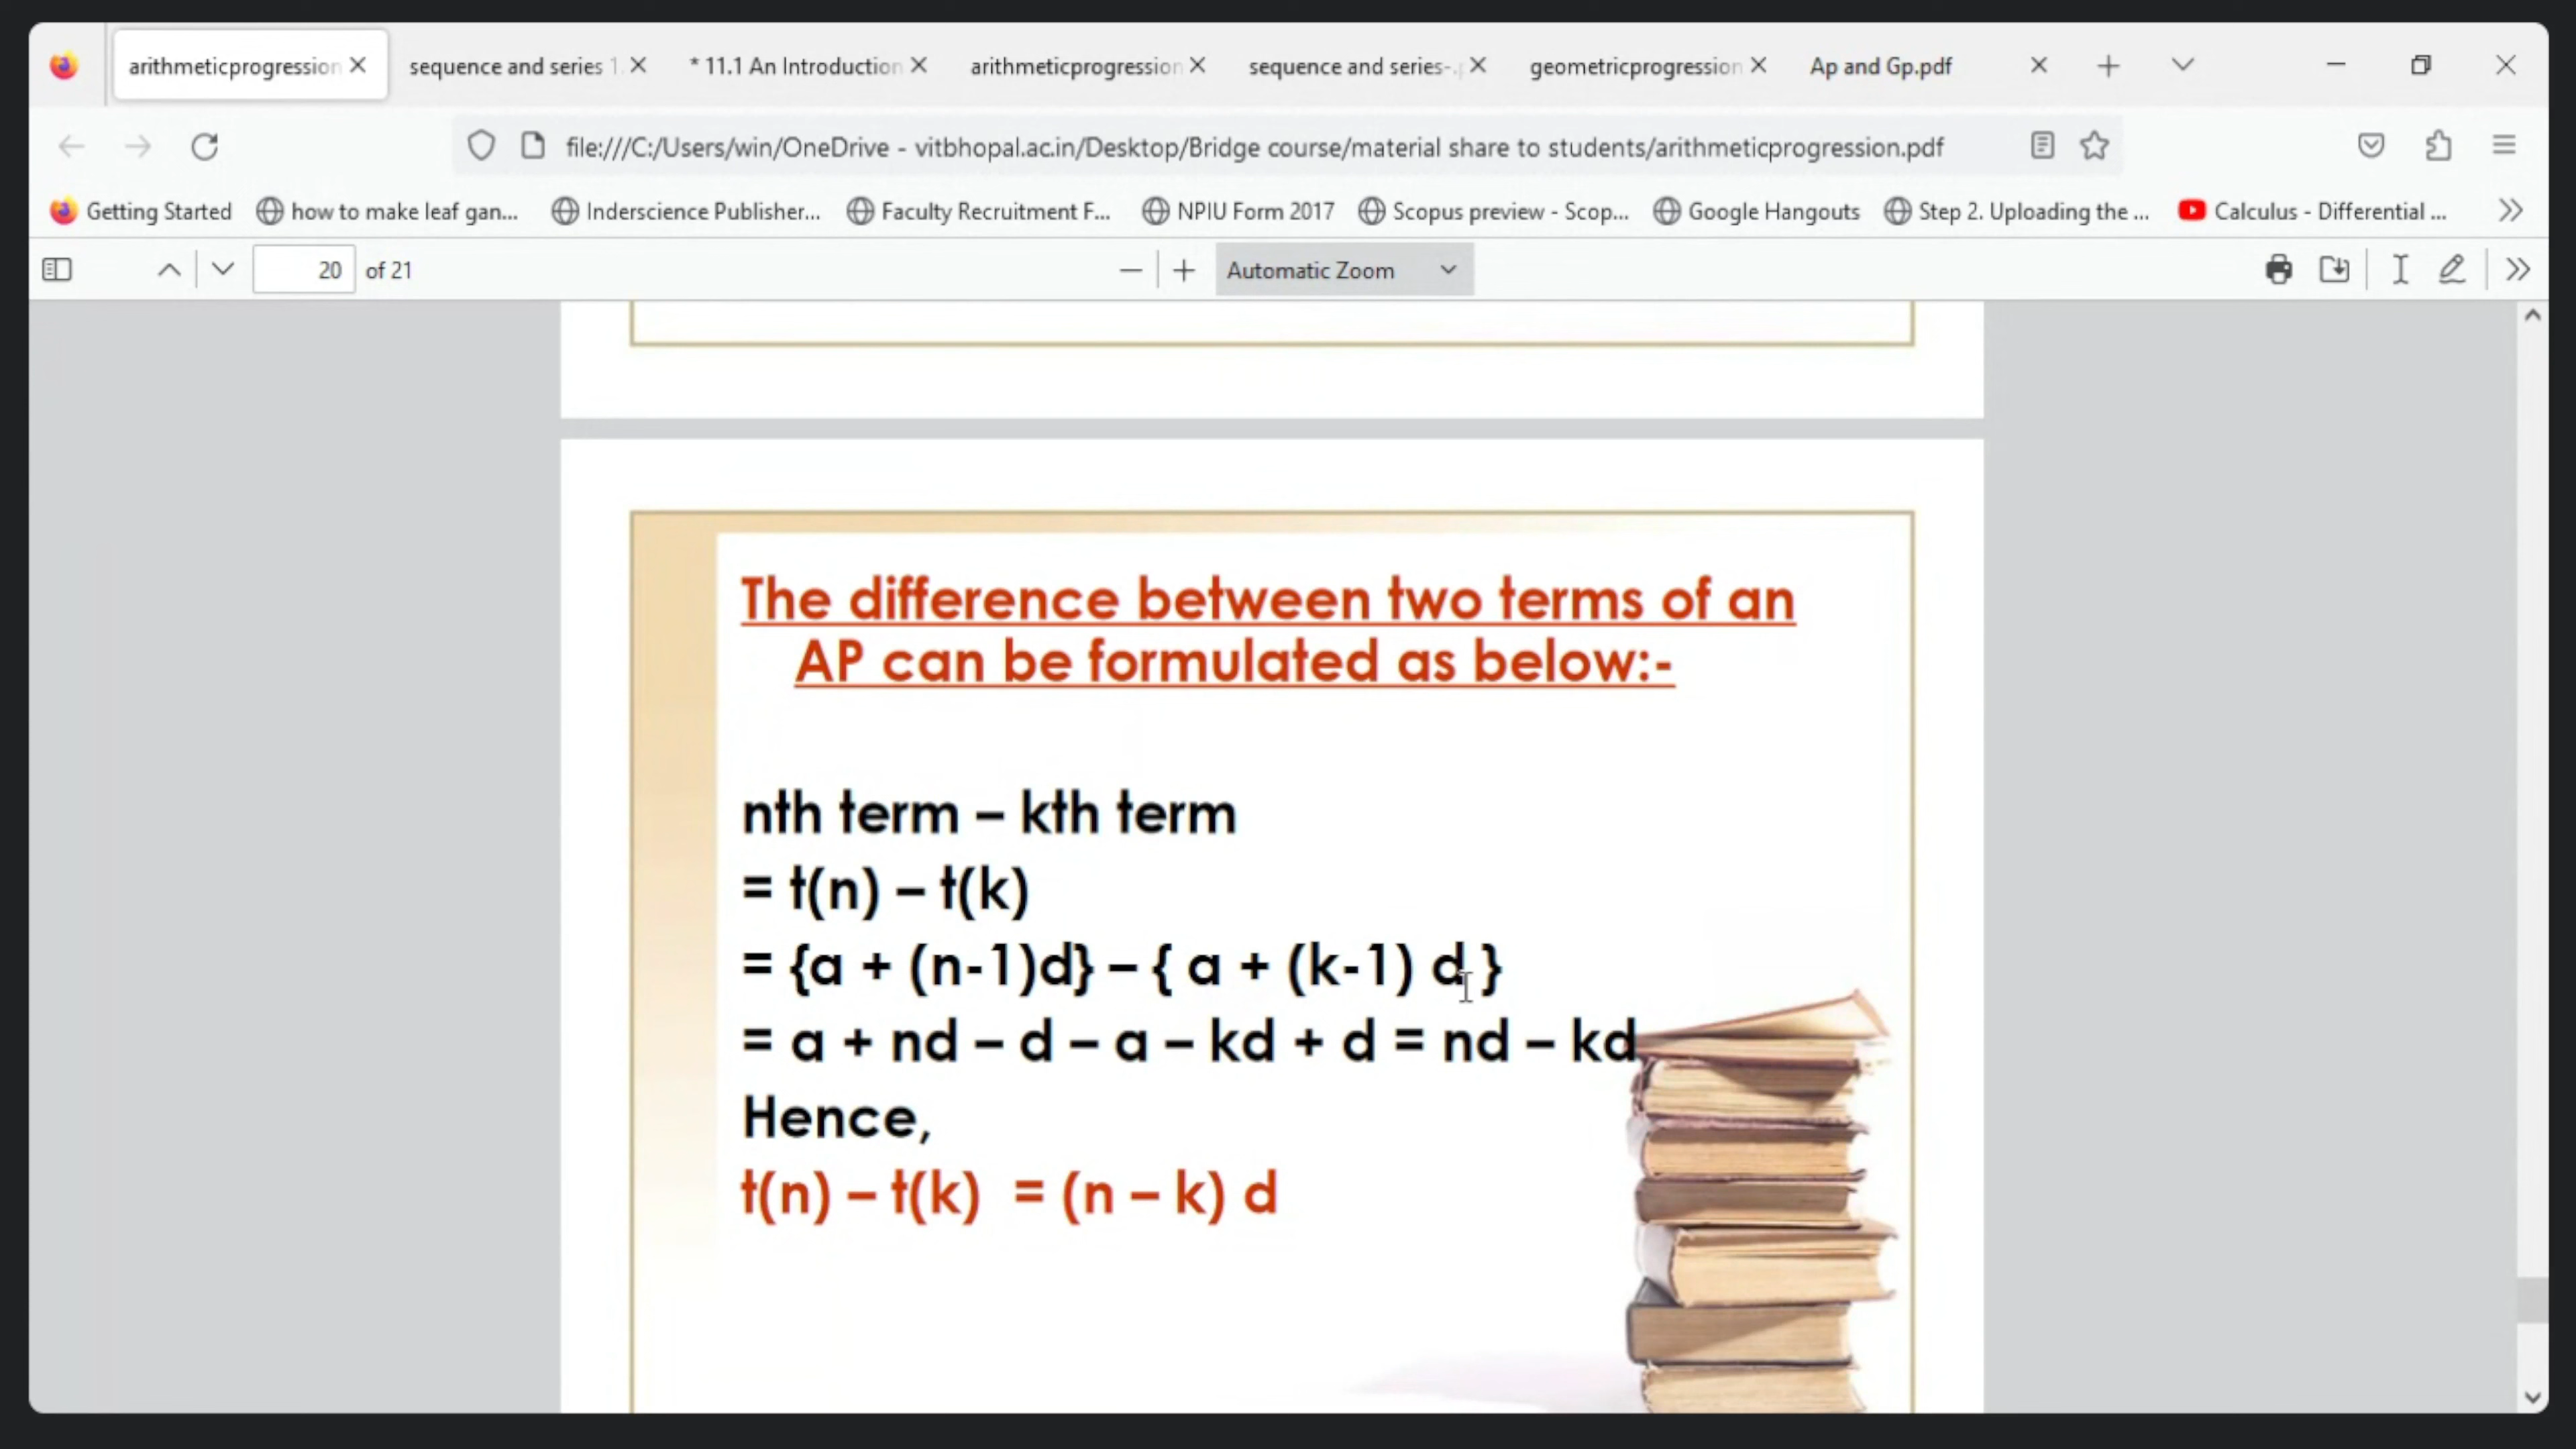 arithmeticprogression
sequence and series 1.
* 11.1 An Introduction
arithmeticprogression
sequence and series-.p
geometricprogression
Ap and Gp.pdf
file:///C:/Users/win/OneDrive - vitbhopal.ac.in/Desktop/Bridge course/material share to students/arithmeticprogression.pdf
Getting Started
how to make leaf gan...
Inderscience Publisher...
Faculty Recruitment F...
NPIU Form 2017
Scopus preview - Scop...
Google Hangouts
Step 2. Uploading the ...
Calculus - Differential ...
20 of 21
Automatic Zoom
The difference between two terms of an
AP can be formulated as below:-
nth term – kth term
= t(n) – t(k)
= {a + (n-1)d} – { a + (k-1) d }
= a + nd – d – a – kd + d = nd – kd
Hence,
t(n) – t(k) = (n – k) d